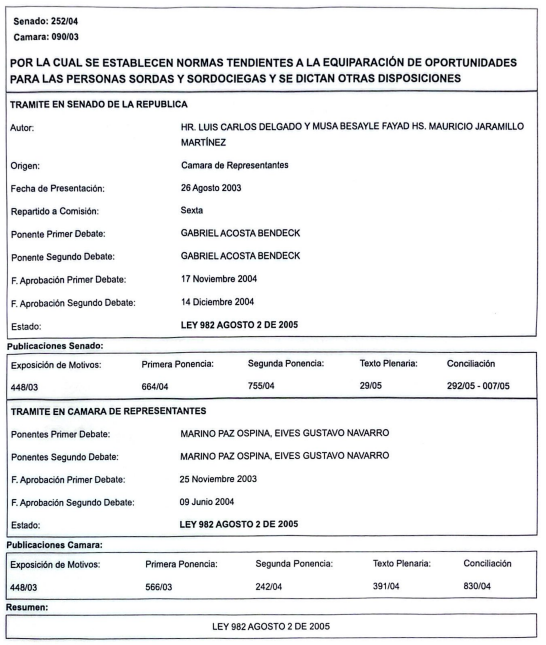 Senado: 252/04
Camara: 090/03
POR LA CUAL SE ESTABLECEN NORMAS TENDIENTES A LA EQUIPARACIÓN DE OPORTUNIDADES
PARA LAS PERSONAS SORDAS Y SORDOCIEGAS Y SE DICTAN OTRAS DISPOSICIONES
TRAMITE EN SENADO DE LA REPUBLICA
Autor: HR. LUIS CARLOS DELGADO Y MUSA BESAYLE FAYAD HS. MAURICIO JARAMILLO
MARTÍNEZ
Origen: Camara de Representantes
Fecha de Presentación: 26 Agosto 2003
Repartido a Comisión: Sexta
Ponente Primer Debate: GABRIEL ACOSTA BENDECK
Ponente Segundo Debate: GABRIEL ACOSTA BENDECK
F. Aprobación Primer Debate: 17 Noviembre 2004
F. Aprobación Segundo Debate: 14 Diciembre 2004
Estado: LEY 982 AGOSTO 2 DE 2005
Publicaciones Senado:
Exposición de Motivos: Primera Ponencia: Segunda Ponencia: Texto Plenaria: Conciliación
448/03 664/04 755/04 29/05 292/05 - 007/05
TRAMITE EN CAMARA DE REPRESENTANTES
Ponentes Primer Debate: MARINO PAZ OSPINA, EIVES GUSTAVO NAVARRO
Ponentes Segundo Debate: MARINO PAZ OSPINA, EIVES GUSTAVO NAVARRO
F. Aprobación Primer Debate: 25 Noviembre 2003
F. Aprobación Segundo Debate: 09 Junio 2004
Estado: LEY 982 AGOSTO 2 DE 2005
Publicaciones Camara:
Exposición de Motivos: Primera Ponencia: Segunda Ponencia: Texto Plenaria: Conciliación
448/03 566/03 242/04 391/04 830/04
Resumen:
LEY 982 AGOSTO 2 DE 2005